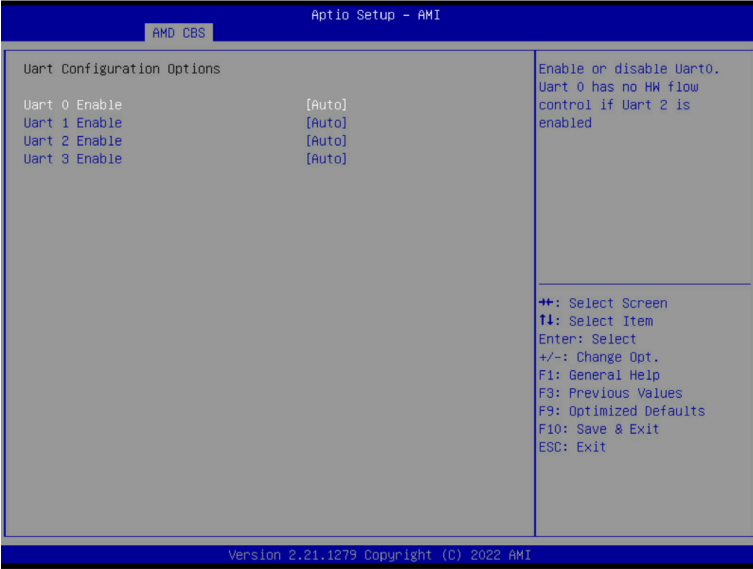 Aptio Setup – AMI
AMD CBS
Uart Configuration Options
Uart 0 Enable [Auto]
Uart 1 Enable [Auto]
Uart 2 Enable [Auto]
Uart 3 Enable [Auto]
Enable or disable Uart0.
Uart 0 has no HW flow
control if Uart 2 is
enabled
→←: Select Screen
↑↓: Select Item
Enter: Select
+/-: Change Opt.
F1: General Help
F3: Previous Values
F9: Optimized Defaults
F10: Save & Exit
ESC: Exit
Version 2.21.1279 Copyright (C) 2022 AMI